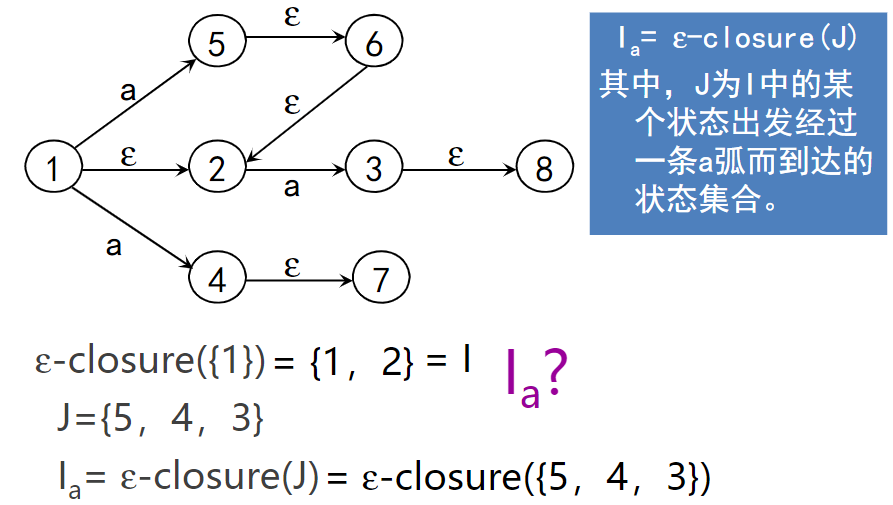 ε
5
6
I_a= ε-closure(J)
其中，J为I中的某
个状态出发经过
一条a弧而到达的
状态集合。
a
ε
1
ε
2
a
3
ε
8
a
4
ε
7
ε-closure({1}) = {1，2} = I
I_a?
J={5，4，3}
I_a= ε-closure(J) = ε-closure({5，4，3})